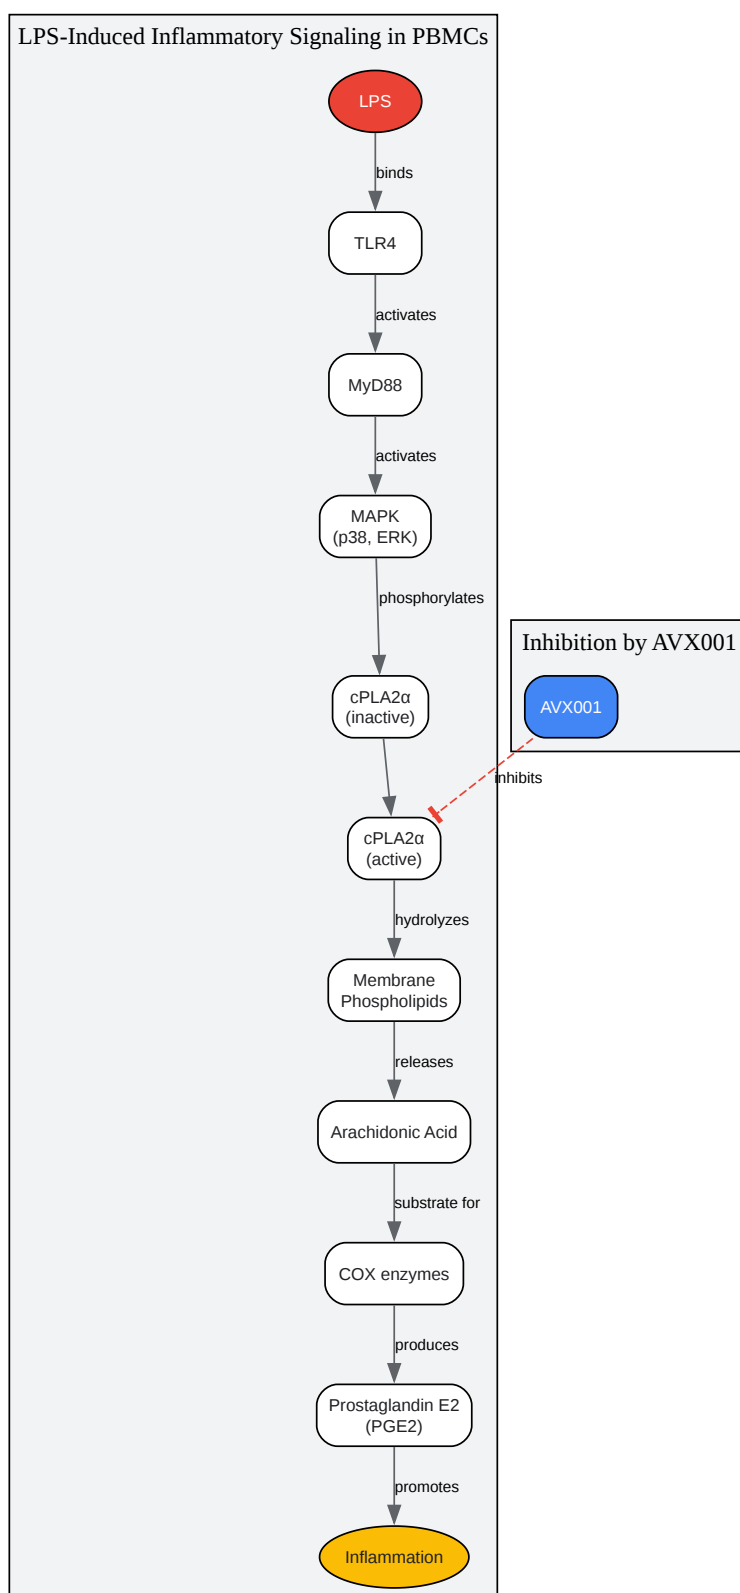 LPS-Induced Inflammatory Signaling in PBMCs
LPS
binds
TLR4
activates
MyD88
activates
MAPK
(p38, ERK)
phosphorylates
Inhibition by AVX001
cPLA2α
(inactive)
AVX001
inhibits
cPLA2α
(active)
hydrolyzes
Membrane
Phospholipids
releases
Arachidonic Acid
substrate for
COX enzymes
produces
Prostaglandin E2
(PGE2)
promotes
Inflammation